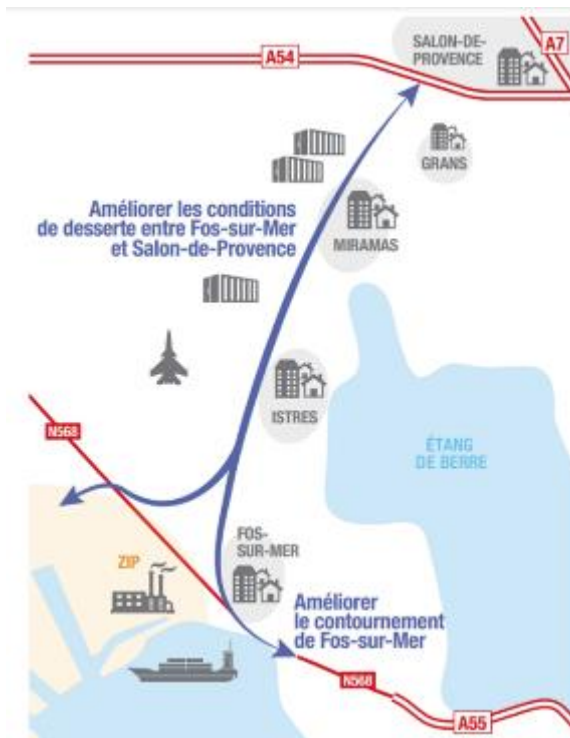 SALON-DE-
PROVENCE
A7
A54
GRANS
Améliorer les conditions
de desserte entre Fos-sur-Mer
et Salon-de-Provence
MIRAMAS
ISTRES
N568
ÉTANG
DE BERRE
FOS-
SUR-MER
ZIP
Améliorer
le contournement
de Fos-sur-Mer
N568
A55